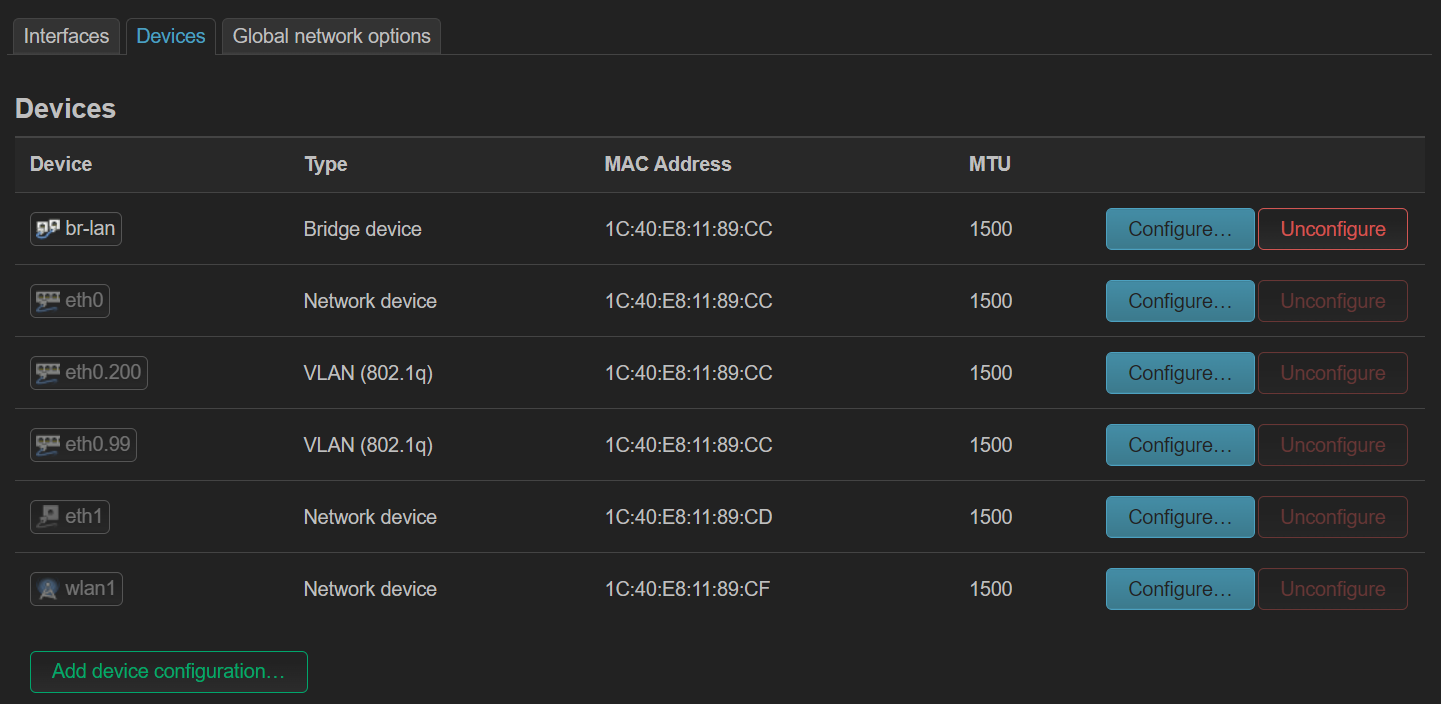 Interfaces Devices Global network options
Devices
Device Type MAC Address MTU
br-lan Bridge device 1C:40:E8:11:89:CC 1500 Configure… Unconfigure
eth0 Network device 1C:40:E8:11:89:CC 1500 Configure… Unconfigure
eth0.200 VLAN (802.1q) 1C:40:E8:11:89:CC 1500 Configure… Unconfigure
eth0.99 VLAN (802.1q) 1C:40:E8:11:89:CC 1500 Configure… Unconfigure
eth1 Network device 1C:40:E8:11:89:CD 1500 Configure… Unconfigure
wlan1 Network device 1C:40:E8:11:89:CF 1500 Configure… Unconfigure
Add device configuration…